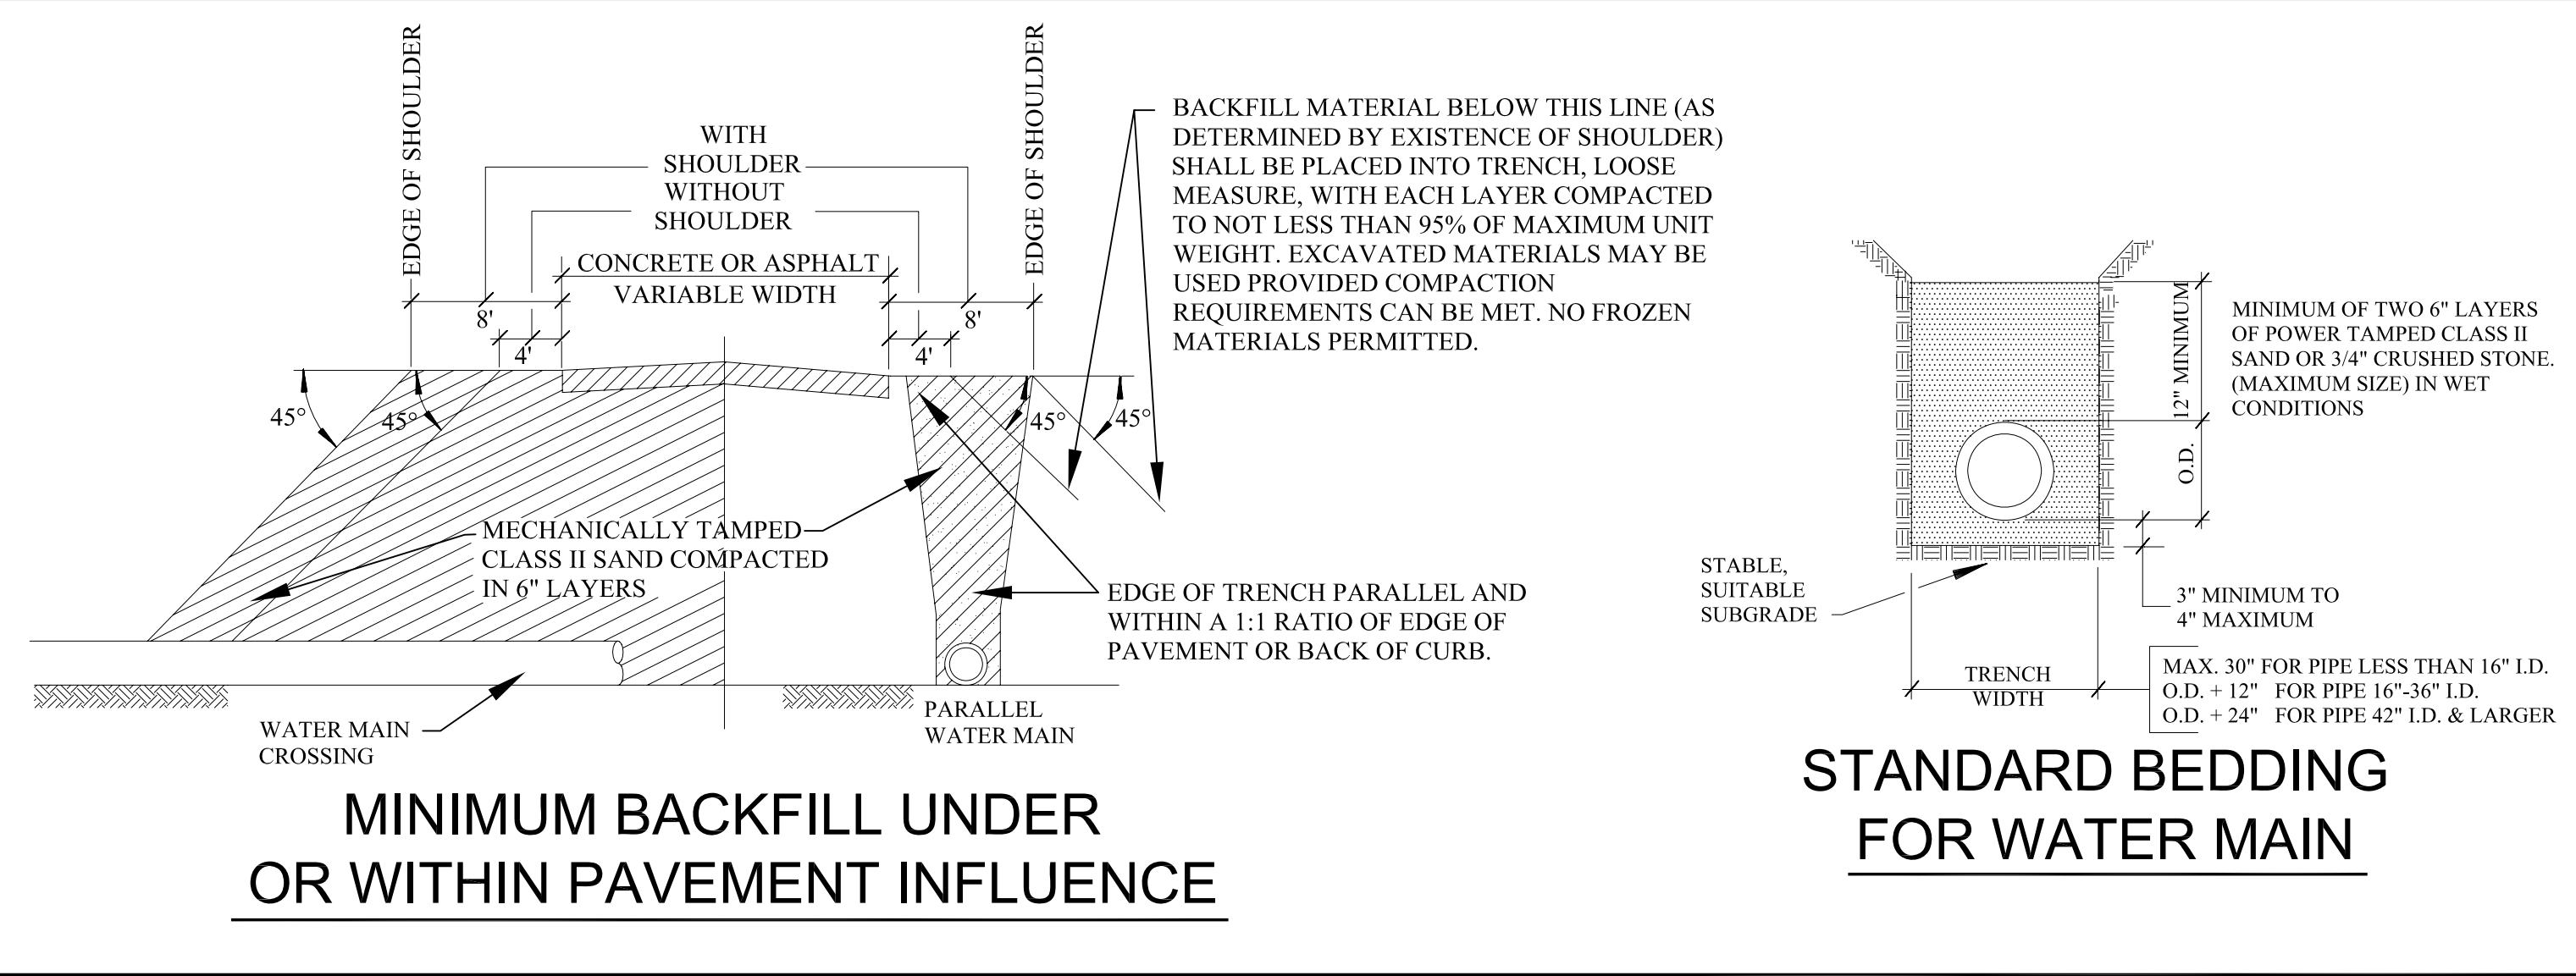 EDGE OF SHOULDER
EDGE OF SHOULDER
WITH
SHOULDER
WITHOUT
SHOULDER
CONCRETE OR ASPHALT
VARIABLE WIDTH
8'
4'
8'
4'
45°
45°
45°
45°
BACKFILL MATERIAL BELOW THIS LINE (AS
DETERMINED BY EXISTENCE OF SHOULDER)
SHALL BE PLACED INTO TRENCH, LOOSE
MEASURE, WITH EACH LAYER COMPACTED
TO NOT LESS THAN 95% OF MAXIMUM UNIT
WEIGHT. EXCAVATED MATERIALS MAY BE
USED PROVIDED COMPACTION
REQUIREMENTS CAN BE MET. NO FROZEN
MATERIALS PERMITTED.
MECHANICALLY TAMPED
CLASS II SAND COMPACTED
IN 6" LAYERS
EDGE OF TRENCH PARALLEL AND
WITHIN A 1:1 RATIO OF EDGE OF
PAVEMENT OR BACK OF CURB.
WATER MAIN
CROSSING
PARALLEL
WATER MAIN
MINIMUM BACKFILL UNDER
OR WITHIN PAVEMENT INFLUENCE
12" MINIMUM
O.D.
MINIMUM OF TWO 6" LAYERS
OF POWER TAMPED CLASS II
SAND OR 3/4" CRUSHED STONE.
(MAXIMUM SIZE) IN WET
CONDITIONS
STABLE,
SUITABLE
SUBGRADE
3" MINIMUM TO
4" MAXIMUM
TRENCH
WIDTH
MAX. 30" FOR PIPE LESS THAN 16" I.D.
O.D. + 12" FOR PIPE 16"-36" I.D.
O.D. + 24" FOR PIPE 42" I.D. & LARGER
STANDARD BEDDING
FOR WATER MAIN